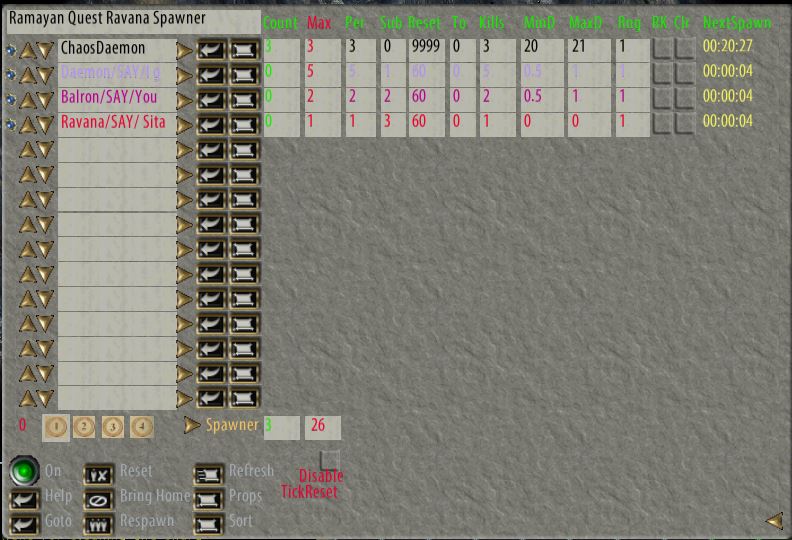 Ramayan Quest Ravana Spawner Count Max Per Sub Reset To Kills MinD MaxD Rng RK Clr NextSpawn
ChaosDaemon 3 3 3 0 9999 0 3 20 21 1 00:20:27
Daemon/SAY/I g 0 5 5 1 60 0 5 0.5 1 1 00:00:04
Balron/SAY/You 0 2 2 2 60 0 2 0.5 1 1 00:00:04
Ravana/SAY/ Sita 0 1 1 3 60 0 1 0 0 1 00:00:04
0 1 2 3 4 Spawner 3 26
On Reset Refresh Disable
TickReset
Help Bring Home Props
Goto Respawn Sort